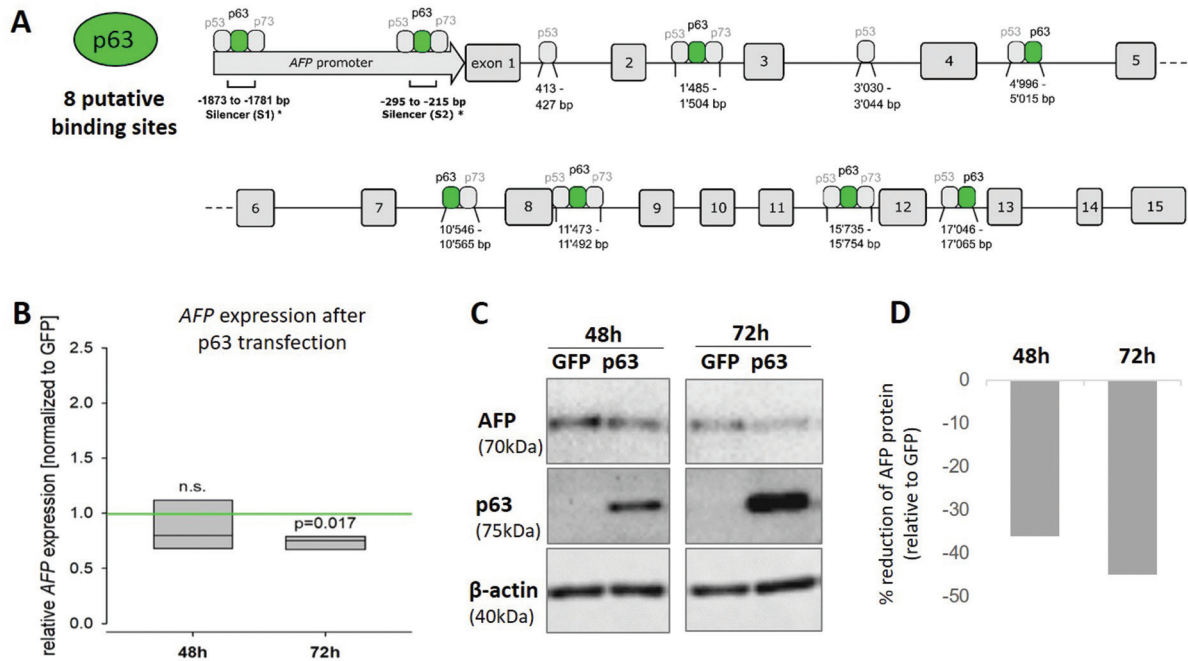 A
p63
8 putative
binding sites
p63
p53 p73
p63
p53 p73
AFP promoter
-1873 to -1781 bp
Silencer (S1) *
-295 to -215 bp
Silencer (S2) *
exon 1
p53
413 -
427 bp
2
p63
p53 p73
1'485 -
1'504 bp
3
p53
3'030 -
3'044 bp
4
p53 p63
4'996 -
5'015 bp
5
6
7
p63 p73
10'546 -
10'565 bp
8
p63
p53 p73
11'473 -
11'492 bp
9
10
11
p63
p53 p73
15'735 -
15'754 bp
12
p53 p63
17'046 -
17'065 bp
13
14
15
B
AFP expression after
p63 transfection
relative AFP expression [normalized to GFP]
2.5
2.0
1.5
1.0
0.5
0.0
n.s.
p=0.017
48h
72h
C
48h
72h
GFP p63
GFP p63
AFP
(70kDa)
p63
(75kDa)
β-actin
(40kDa)
D
48h
72h
% reduction of AFP protein
(relative to GFP)
0
-10
-20
-30
-40
-50